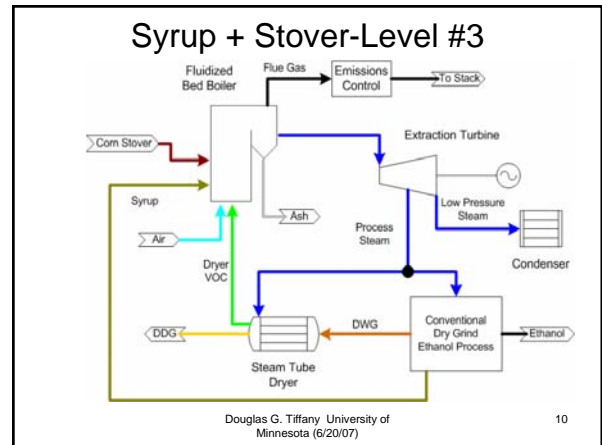 Syrup + Stover-Level #3
Fluidized
Bed Boiler
Flue Gas
Emissions
Control
To Stack
Corn Stover
Extraction Turbine
Syrup
Low Pressure
Steam
Ash
Process
Steam
Air
Condenser
Dryer
VOC
DDG
DWG
Conventional
Dry Grind
Ethanol Process
Ethanol
Steam Tube
Dryer
Douglas G. Tiffany University of
Minnesota (6/20/07)
10